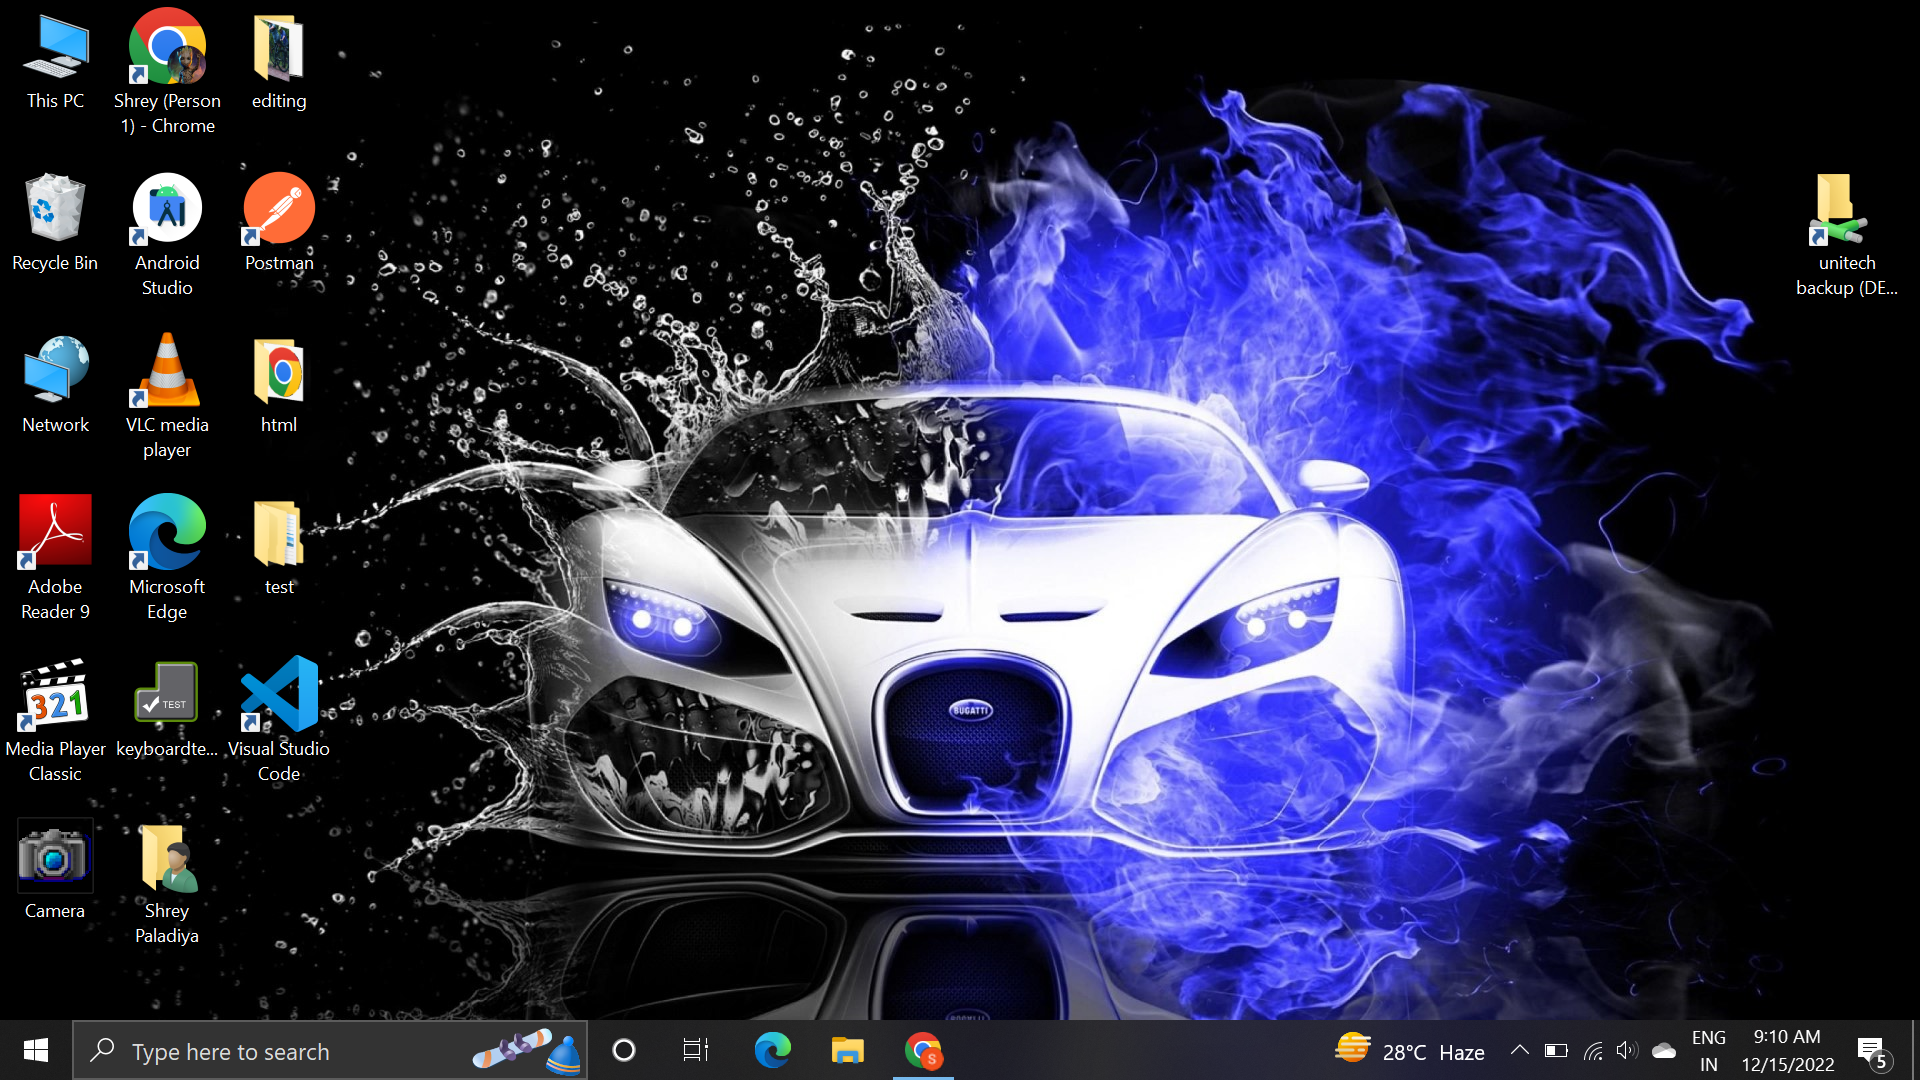 This PC
Shrey (Person
1) - Chrome
editing
Recycle Bin
Android
Studio
Postman
unitech
backup (DE...
Network
VLC media
player
html
Adobe
Reader 9
Microsoft
Edge
test
321
Media Player
Classic
TEST
keyboardte...
Visual Studio
Code
Camera
Shrey
Paladiya
BUGATTI
Type here to search
S
28°C Haze
ENG
IN
9:10 AM
12/15/2022
5